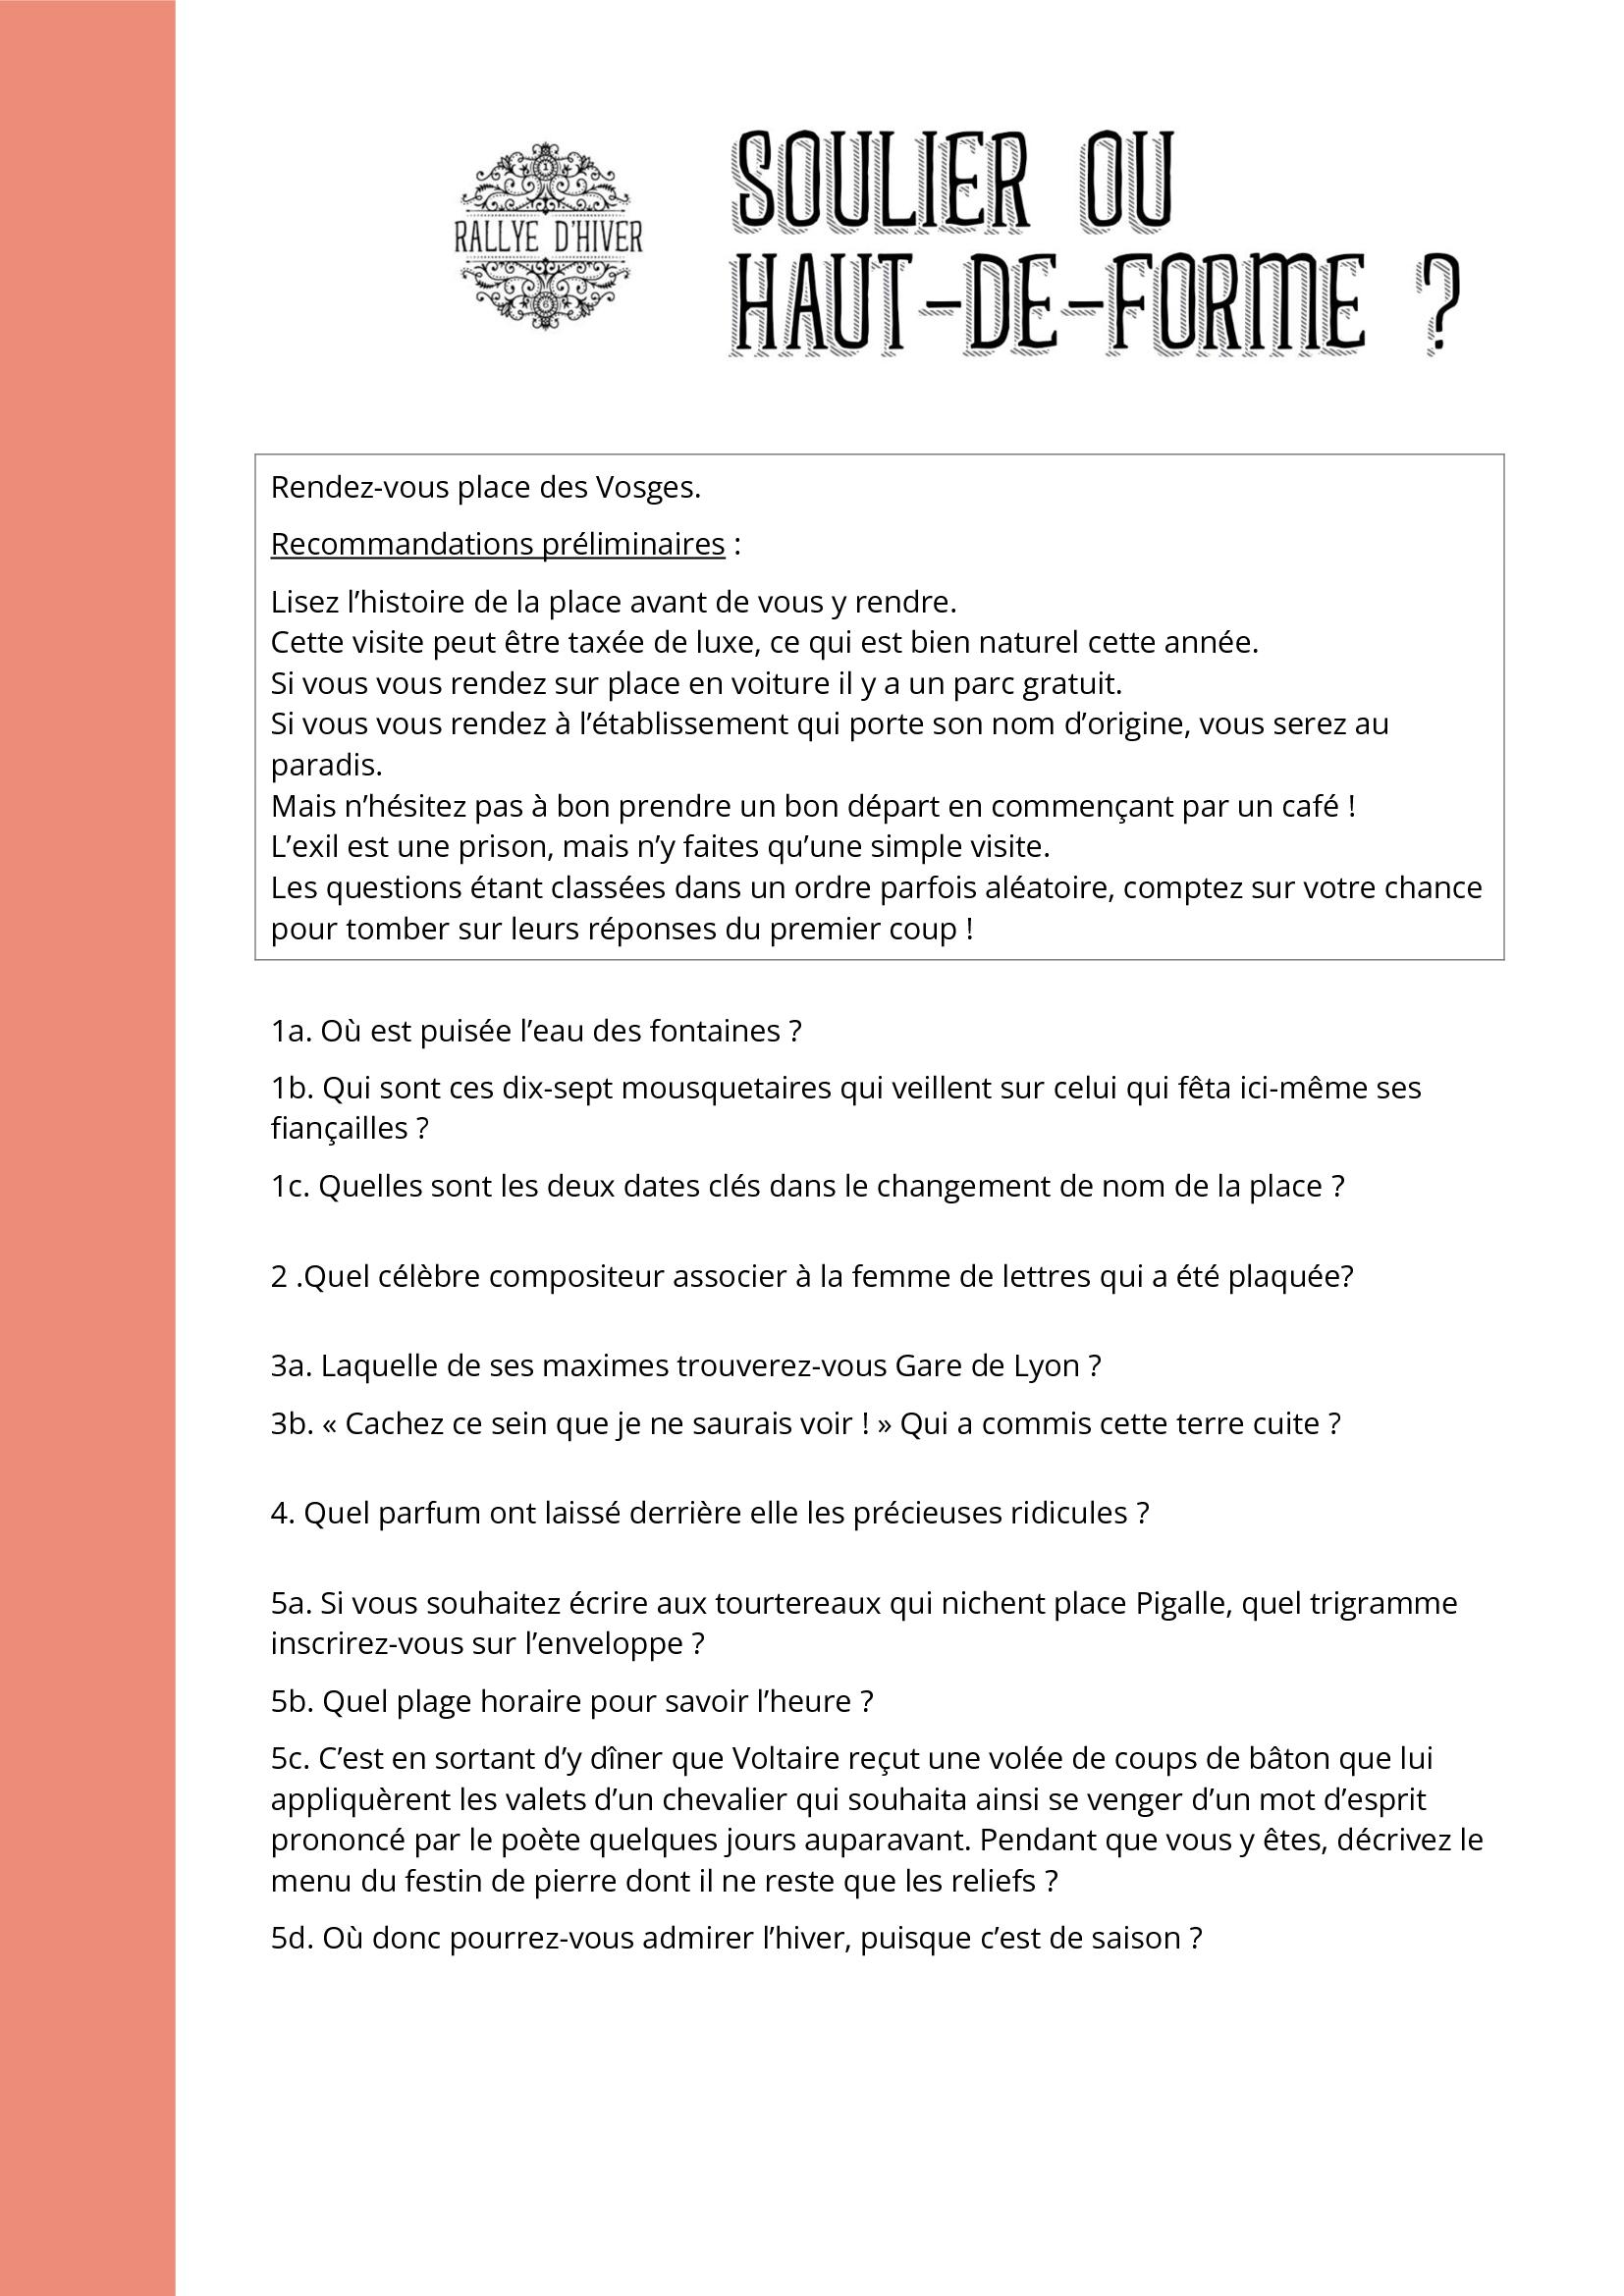 RALLYE D'HIVER
SOULIER OU
HAUT-DE-FORME ?
Rendez-vous place des Vosges.
Recommandations préliminaires :
Lisez l’histoire de la place avant de vous y rendre.
Cette visite peut être taxée de luxe, ce qui est bien naturel cette année.
Si vous vous rendez sur place en voiture il y a un parc gratuit.
Si vous vous rendez à l’établissement qui porte son nom d’origine, vous serez au
paradis.
Mais n’hésitez pas à bon prendre un bon départ en commençant par un café !
L’exil est une prison, mais n’y faites qu’une simple visite.
Les questions étant classées dans un ordre parfois aléatoire, comptez sur votre chance
pour tomber sur leurs réponses du premier coup !
1a. Où est puisée l’eau des fontaines ?
1b. Qui sont ces dix-sept mousquetaires qui veillent sur celui qui fêta ici-même ses
fiançailles ?
1c. Quelles sont les deux dates clés dans le changement de nom de la place ?
2 .Quel célèbre compositeur associer à la femme de lettres qui a été plaquée?
3a. Laquelle de ses maximes trouverez-vous Gare de Lyon ?
3b. « Cachez ce sein que je ne saurais voir ! » Qui a commis cette terre cuite ?
4. Quel parfum ont laissé derrière elle les précieuses ridicules ?
5a. Si vous souhaitez écrire aux tourtereaux qui nichent place Pigalle, quel trigramme
inscrirez-vous sur l’enveloppe ?
5b. Quel plage horaire pour savoir l’heure ?
5c. C’est en sortant d’y dîner que Voltaire reçut une volée de coups de bâton que lui
appliquèrent les valets d’un chevalier qui souhaita ainsi se venger d’un mot d’esprit
prononcé par le poète quelques jours auparavant. Pendant que vous y êtes, décrivez le
menu du festin de pierre dont il ne reste que les reliefs ?
5d. Où donc pourrez-vous admirer l’hiver, puisque c’est de saison ?